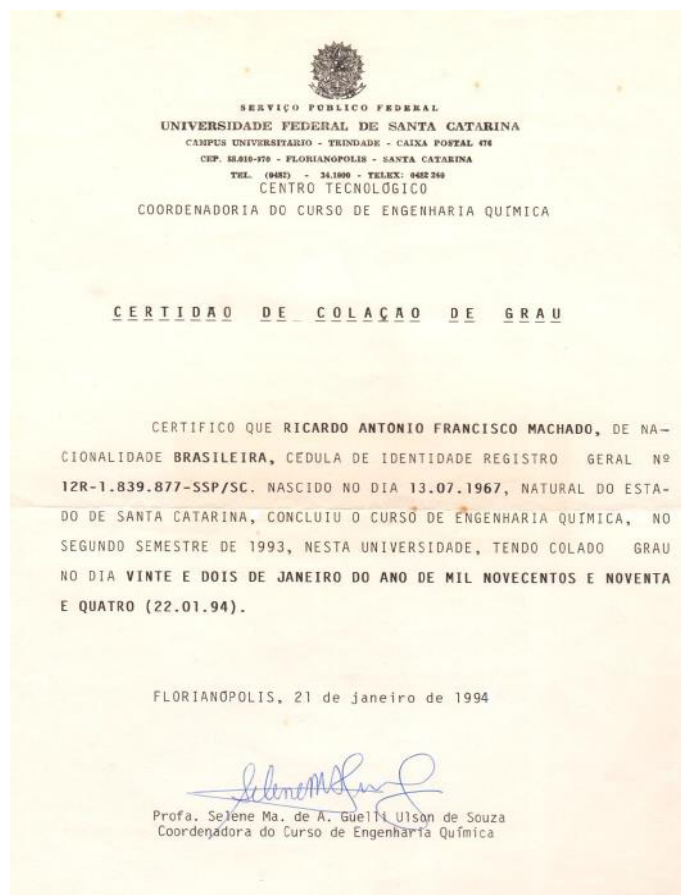 SERVIÇO PÚBLICO FEDERAL
UNIVERSIDADE FEDERAL DE SANTA CATARINA
CAMPUS UNIVERSITÁRIO - TRINDADE - CAIXA POSTAL 476
CEP. 88.010-970 - FLORIANÓPOLIS - SANTA CATARINA
TEL. (0482) - 34.1000 - TELEX: 0482 240
CENTRO TECNOLÓGICO
COORDENADORIA DO CURSO DE ENGENHARIA QUÍMICA
CERTIDÃO DE COLAÇÃO DE GRAU
CERTIFICO QUE RICARDO ANTONIO FRANCISCO MACHADO, DE NA-
CIONALIDADE BRASILEIRA, CEDULA DE IDENTIDADE REGISTRO GERAL Nº
12R-1.839.877-SSP/SC. NASCIDO NO DIA 13.07.1967, NATURAL DO ESTA-
DO DE SANTA CATARINA, CONCLUIU O CURSO DE ENGENHARIA QUÍMICA, NO
SEGUNDO SEMESTRE DE 1993, NESTA UNIVERSIDADE, TENDO COLADO GRAU
NO DIA VINTE E DOIS DE JANEIRO DO ANO DE MIL NOVECENTOS E NOVENTA
E QUATRO (22.01.94).
FLORIANÓPOLIS, 21 de janeiro de 1994
Profa. Selene Ma. de A. Güelli Ulson de Souza
Coordenadora do Curso de Engenharia Química